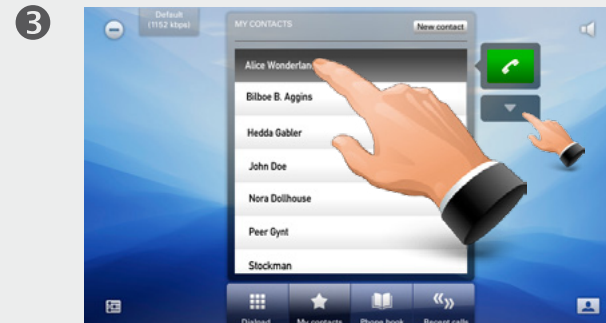 3
Default
(1152 kbps)
MY CONTACTS
New contact
Alice Wonderlan
Bilboe B. Aggins
Hedda Gabler
John Doe
Nora Dollhouse
Peer Gynt
Stockman
Dialpad
My contacts
Phone book
Recent calls